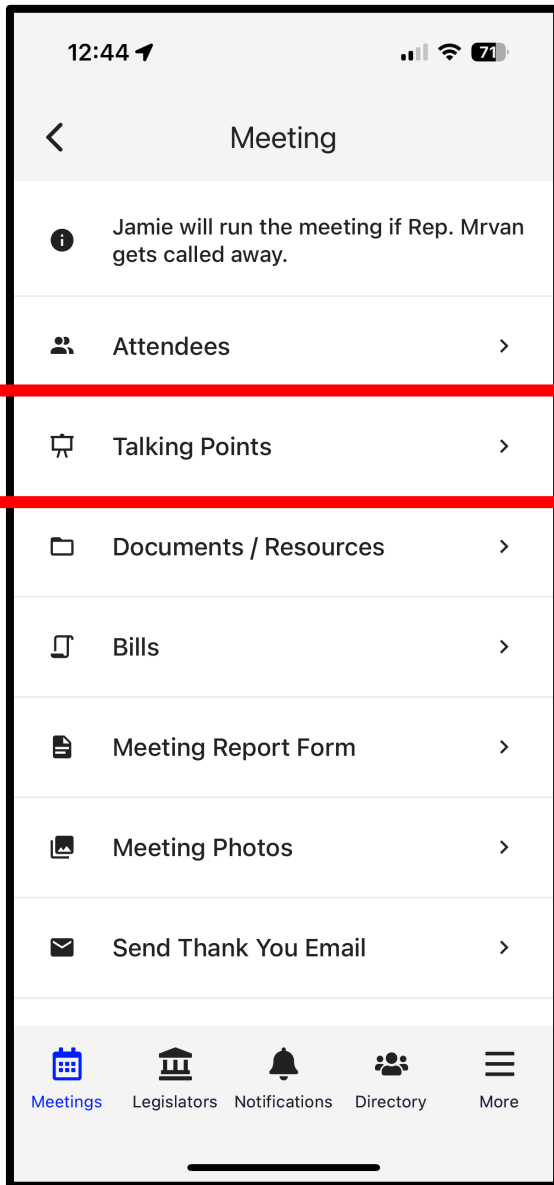 12:44
71
Meeting
Jamie will run the meeting if Rep. Mrvan
gets called away.
Attendees
Talking Points
Documents / Resources
Bills
Meeting Report Form
Meeting Photos
Send Thank You Email
Meetings Legislators Notifications Directory More